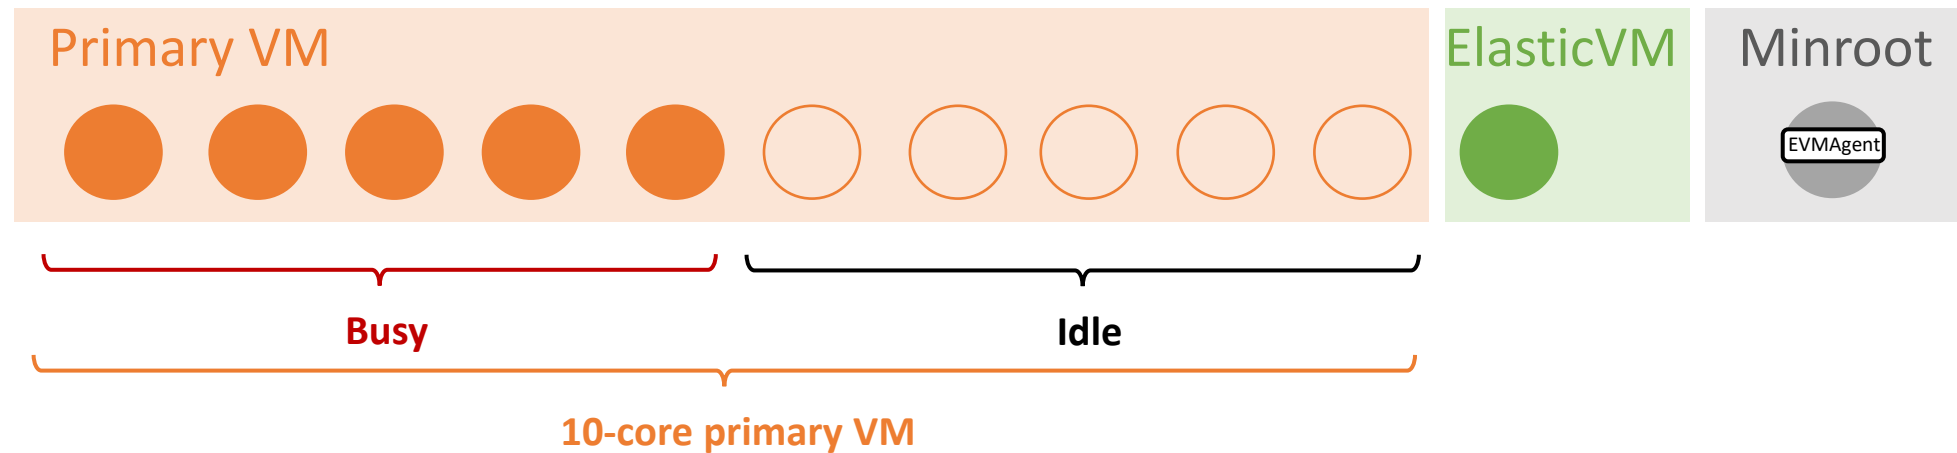 Primary VM
ElasticVM
Minroot
EVMAgent
Busy
Idle
10-core primary VM